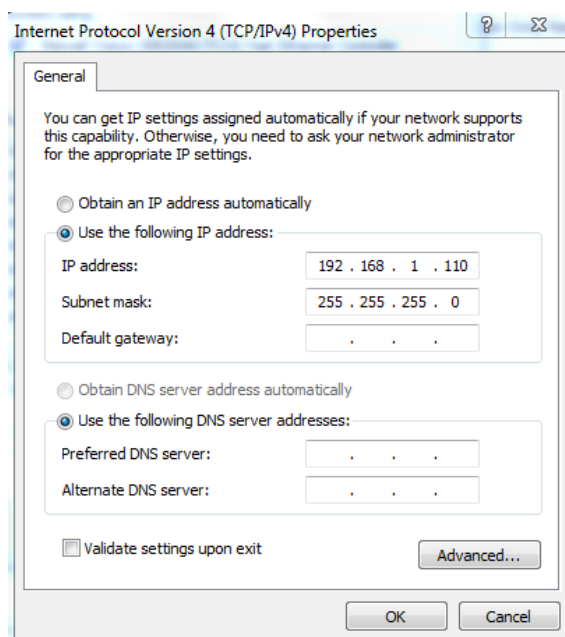 Internet Protocol Version 4 (TCP/IPv4) Properties
General
You can get IP settings assigned automatically if your network supports
this capability. Otherwise, you need to ask your network administrator
for the appropriate IP settings.
Obtain an IP address automatically
Use the following IP address:
IP address: 192 . 168 . 1 . 110
Subnet mask: 255 . 255 . 255 . 0
Default gateway: . . .
Obtain DNS server address automatically
Use the following DNS server addresses:
Preferred DNS server: . . .
Alternate DNS server: . . .
Validate settings upon exit
Advanced...
OK Cancel